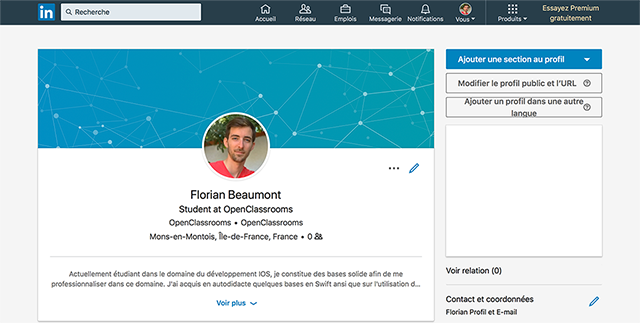 in
Recherche
Accueil
Réseau
Emplois
Messagerie
Notifications
Vous
Produits
Essayez Premium
gratuitement
Ajouter une section au profil
Modifier le profil public et l'URL
Ajouter un profil dans une autre
langue
Florian Beaumont
Student at OpenClassrooms
OpenClassrooms • OpenClassrooms
Mons-en-Montois, Île-de-France, France • 0
Actuellement étudiant dans le domaine du développement IOS, je constitue des bases solide afin de me
professionnaliser dans ce domaine. J'ai acquis en autodidacte quelques bases en Swift ansi que sur l'utilisation d...
Voir plus
Voir relation (0)
Contact et coordonnées
Florian Profil et E-mail